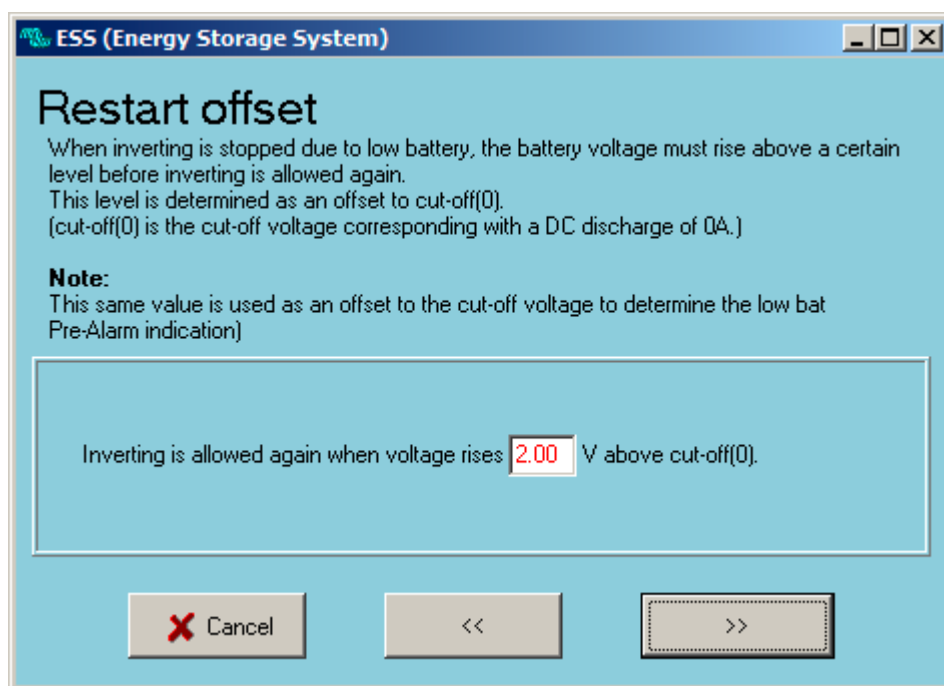 ESS (Energy Storage System)
Restart offset
When inverting is stopped due to low battery, the battery voltage must rise above a certain
level before inverting is allowed again.
This level is determined as an offset to cut-off(0).
(cut-off(0) is the cut-off voltage corresponding with a DC discharge of 0A.)
Note:
This same value is used as an offset to the cut-off voltage to determine the low bat
Pre-Alarm indication)
Inverting is allowed again when voltage rises 2.00 V above cut-off(0).
Cancel << >>